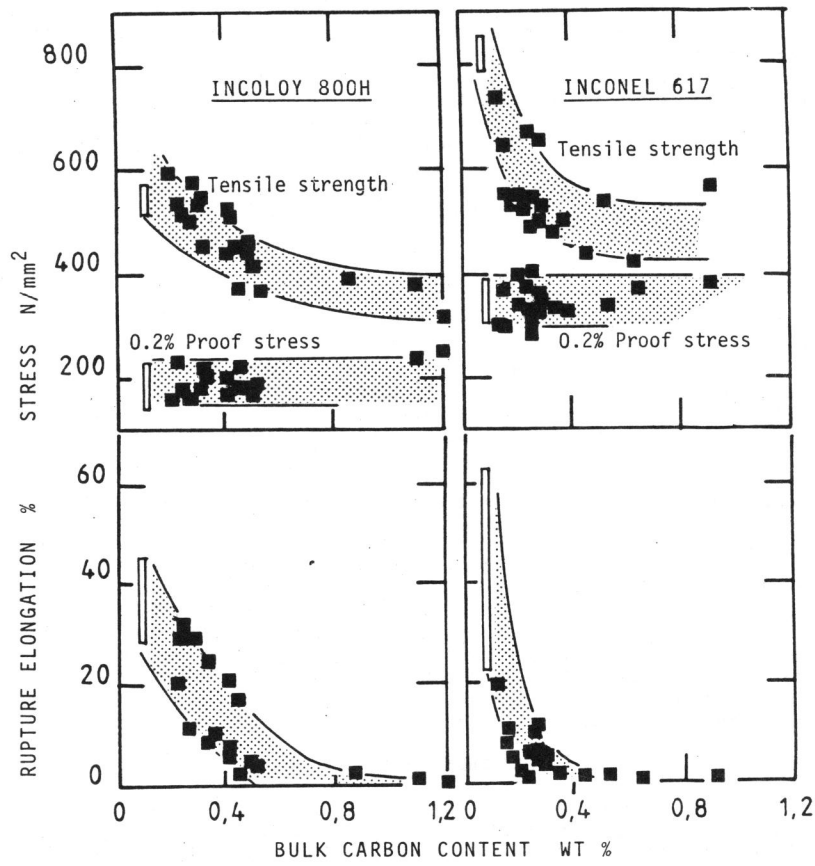 INCOLOY 800H
INCONEL 617
800
600
400
200
Tensile strength
Tensile strength
0.2% Proof stress
0.2% Proof stress
STRESS N/mm²
60
40
20
0
RUPTURE ELONGATION %
0 0,4 0,8 1,2
0 0,4 0,8 1,2
BULK CARBON CONTENT WT %